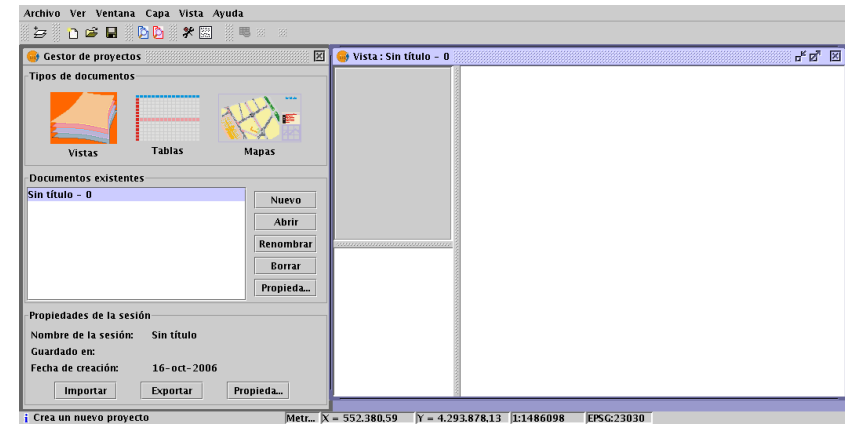 Archivo Ver Ventana Capa Vista Ayuda
Gestor de proyectos
Tipos de documentos
Vistas Tablas Mapas
Documentos existentes
Sin título - 0
Nuevo
Abrir
Renombrar
Borrar
Propieda...
Propiedades de la sesión
Nombre de la sesión: Sin título
Guardado en:
Fecha de creación: 16-oct-2006
Importar Exportar Propieda...
Vista : Sin título - 0
Crea un nuevo proyecto Metr... X = 552.380,59 Y = 4.293.878,13 1:1486098 EPSG:23030